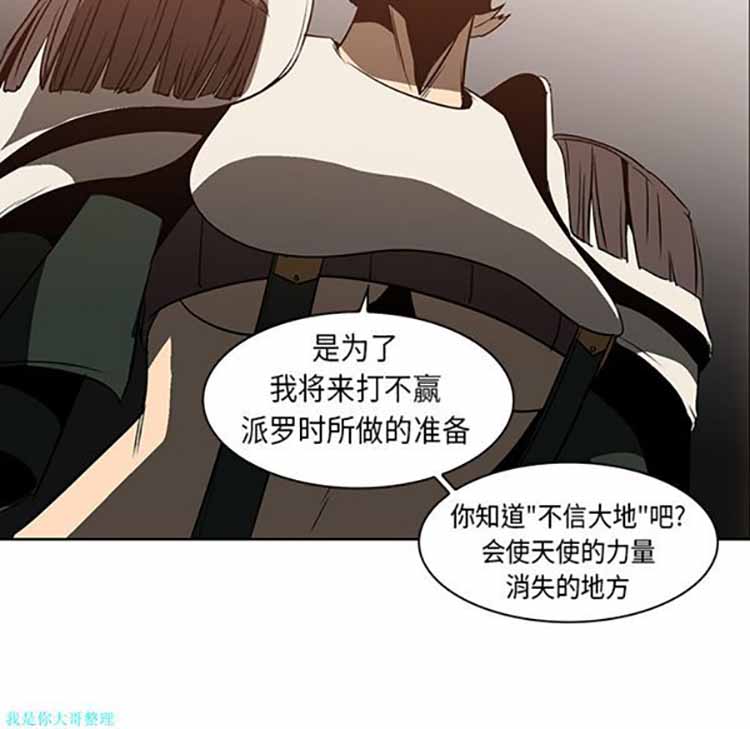 是为了
我将来打不赢
派罗时所做的准备
你知道"不信大地"吧?
会使天使的力量
消失的地方
我是你大哥整理